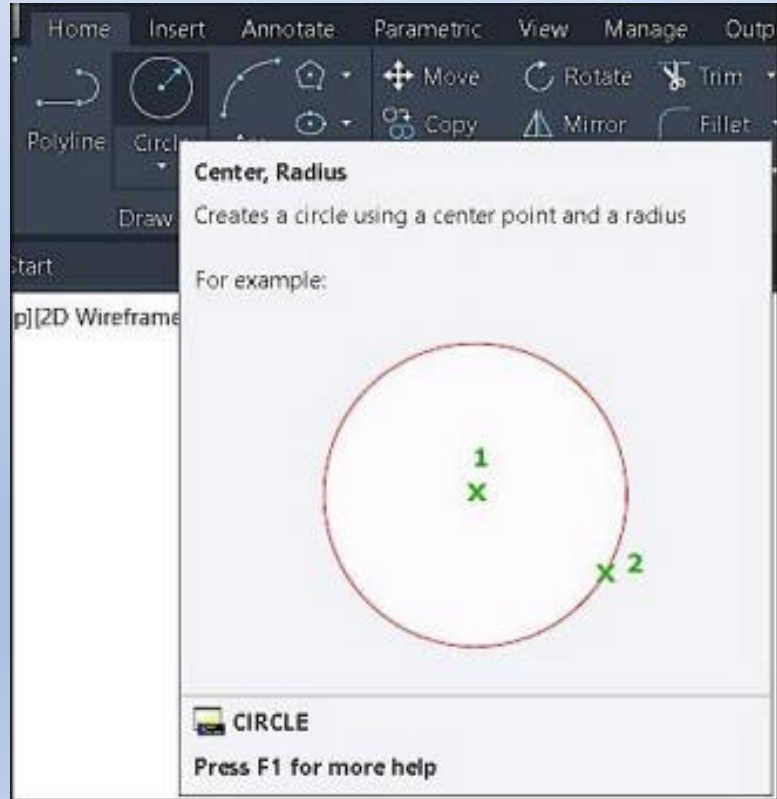 Home Insert Annotate Parametric View Manage Outp
Move Rotate Trim
Polyline Circle Copy Mirror Fillet
Draw
Center, Radius
Creates a circle using a center point and a radius
tart
For example:
p][2D Wireframe
1
2
CIRCLE
Press F1 for more help